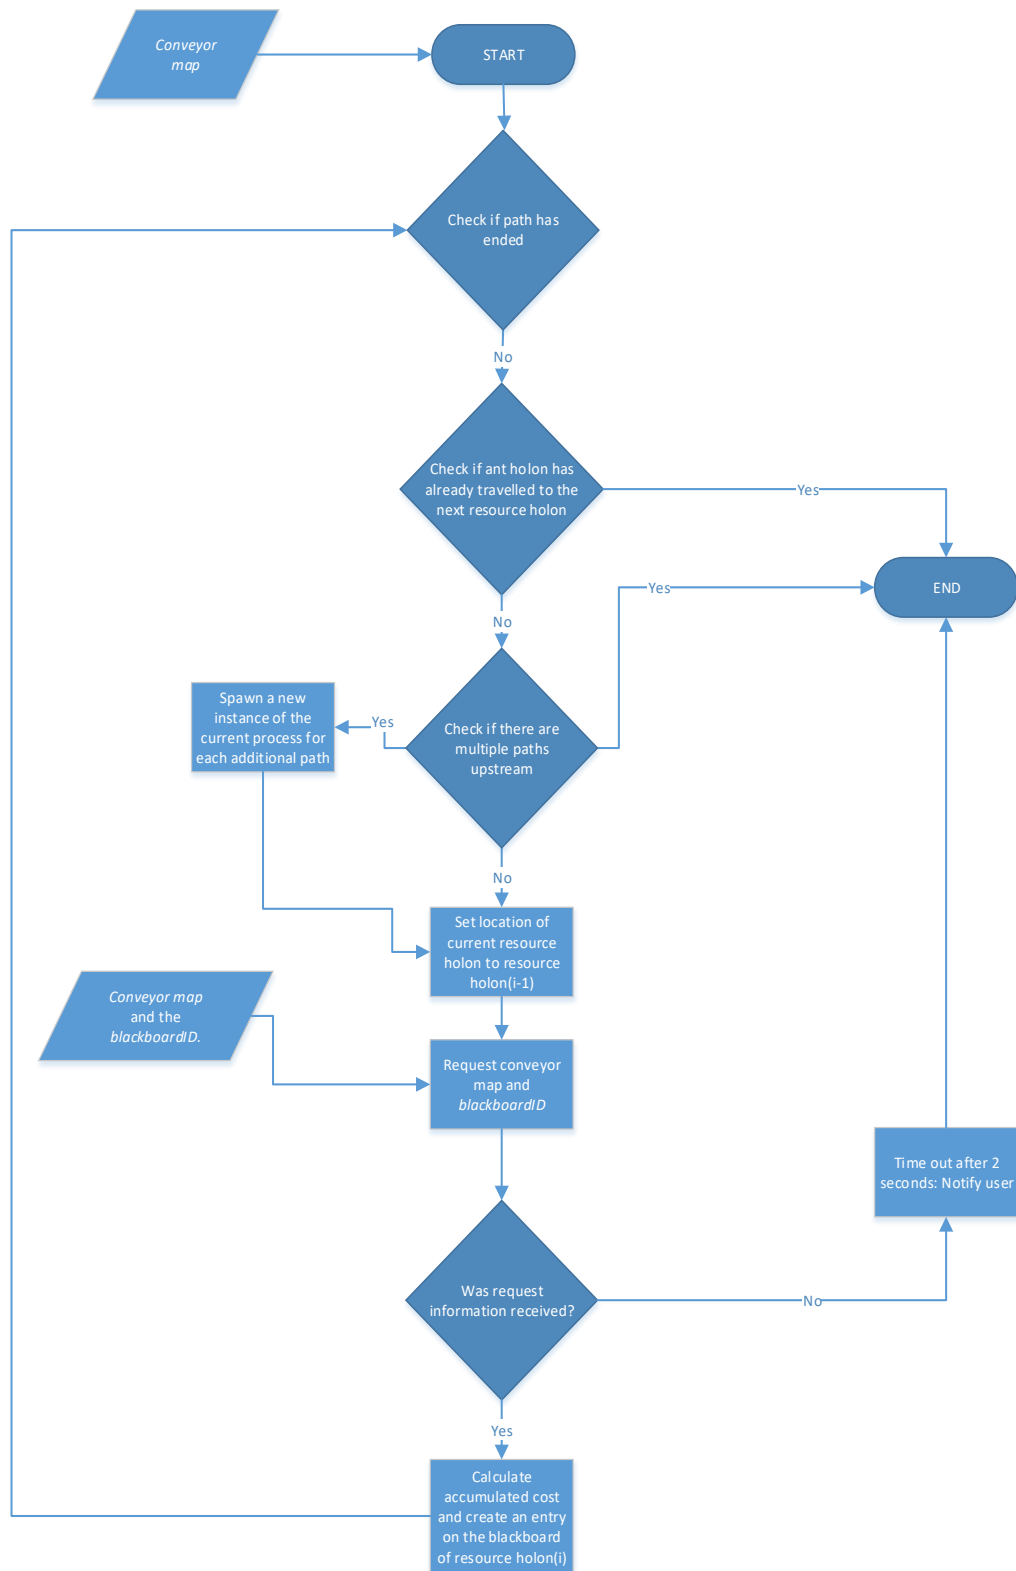 Conveyor
map
START
Check if path has
ended
No
Check if ant holon has
already travelled to the
next resource holon
Yes
END
No
Yes
Spawn a new
instance of the
current process for
each additional path
Yes
Check if there are
multiple paths
upstream
No
Set location of
current resource
holon to resource
holon(i-1)
Conveyor map
and the
blackboardID.
Request conveyor
map and
blackboardID
Time out after 2
seconds: Notify user
Was request
information received?
No
Yes
Calculate
accumulated cost
and create an entry
on the blackboard
of resource holon(i)